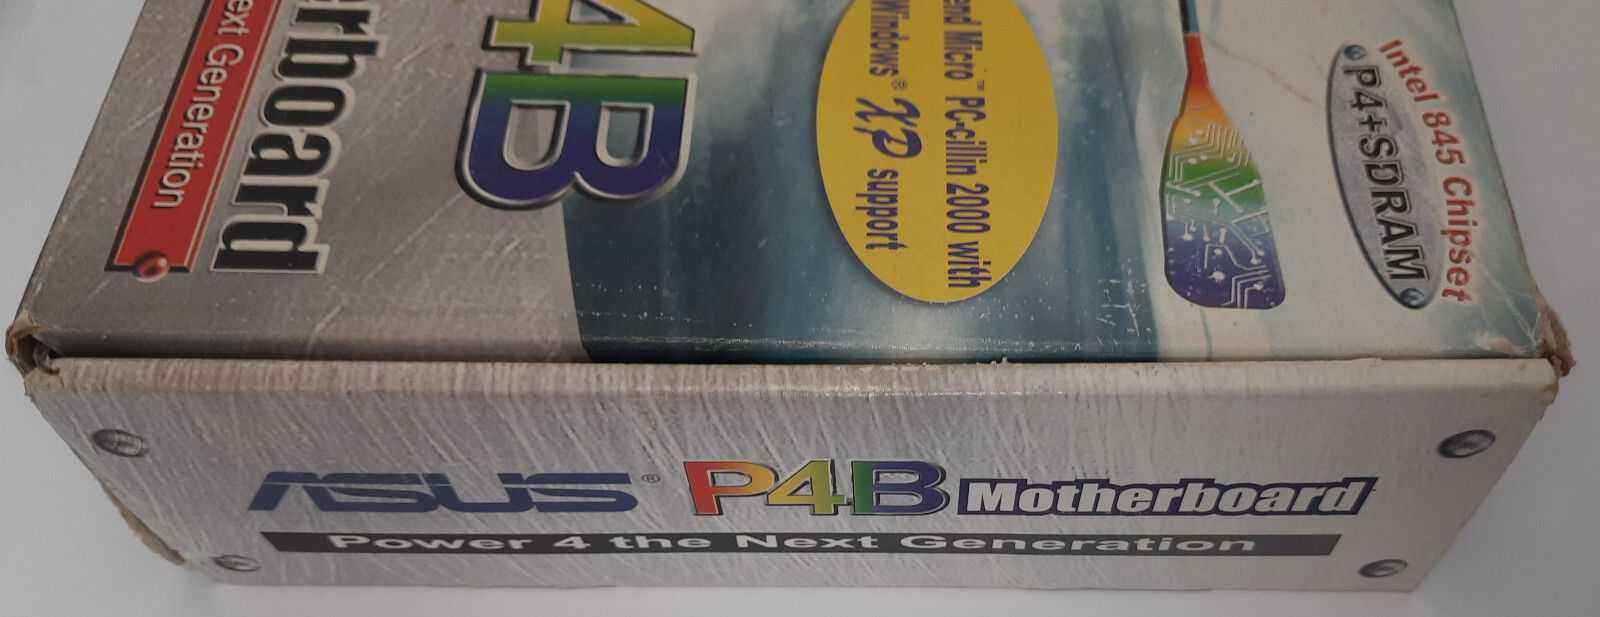 erboard
ext Generation
4B
end Micro™ PC-cillin 2000 with
Windows® XP support
Intel 845 Chipset
P4+SDRAM
ASUS® P4B Motherboard
Power 4 the Next Generation